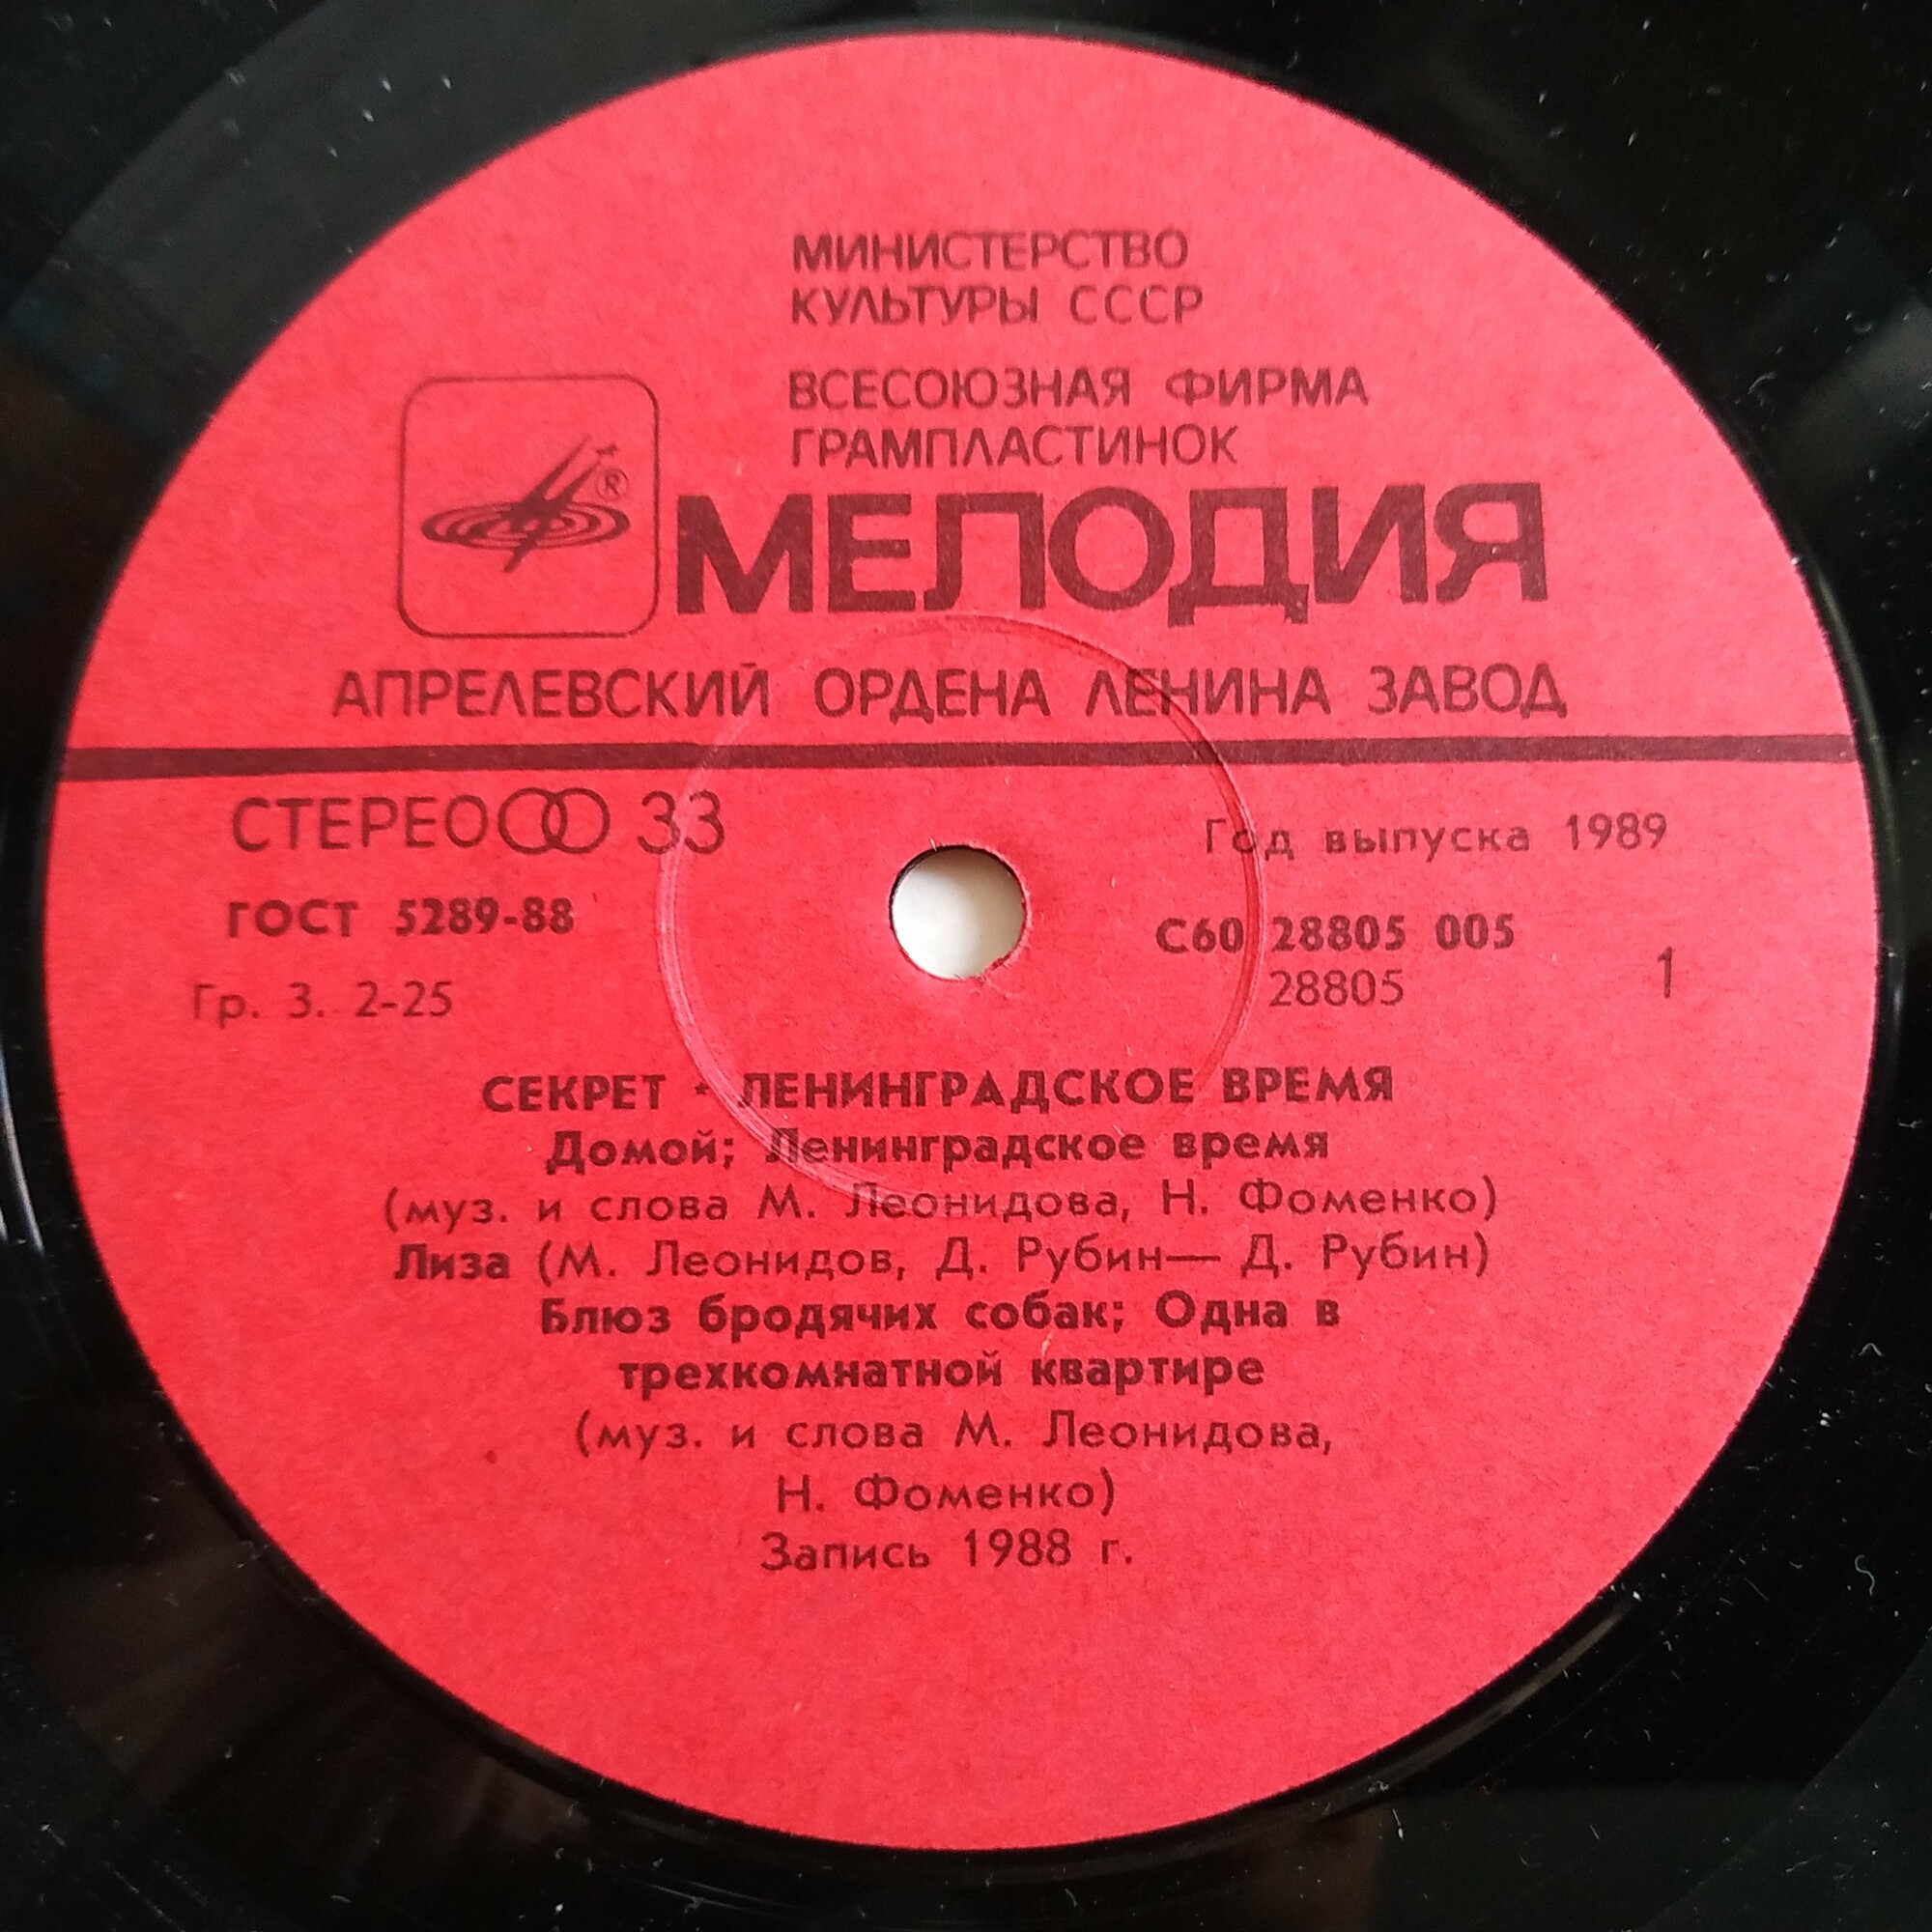 МИНИСТЕРСТВО
КУЛЬТУРЫ СССР
ВСЕСОЮЗНАЯ ФИРМА
ГРАМПЛАСТИНОК
®
МЕЛОДИЯ
АПРЕЛЕВСКИЙ ОРДЕНА ЛЕНИНА ЗАВОД
СТЕРЕО 33
Год выпуска 1989
ГОСТ 5289-88
С60 28805 005
28805
1
Гр. 3. 2-25
СЕКРЕТ * ЛЕНИНГРАДСКОЕ ВРЕМЯ
Домой; Ленинградское время
(муз. и слова М. Леонидова, Н. Фоменко)
Лиза (М. Леонидов, Д. Рубин— Д. Рубин)
Блюз бродячих собак; Одна в
трехкомнатной квартире
(муз. и слова М. Леонидова,
Н. Фоменко)
Запись 1988 г.